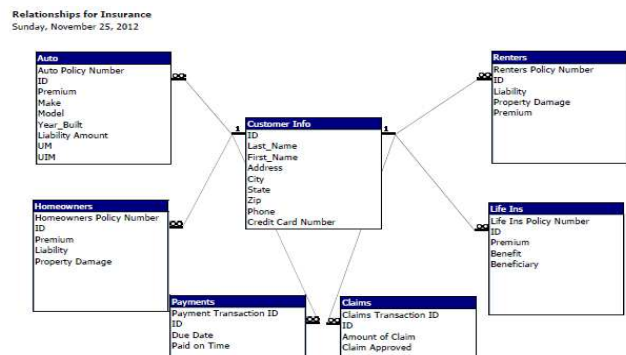 Relationships for Insurance
Sunday, November 25, 2012
Auto
Auto Policy Number
ID
Premium
Make
Model
Year_Built
Liability Amount
UM
UIM
Homeowners
Homeowners Policy Number
ID
Premium
Liability
Property Damage
Payments
Payment Transaction ID
ID
Due Date
Paid on Time
1
Customer Info
1
ID
Last_Name
First_Name
Address
City
State
Zip
Phone
Credit Card Number
Claims
Claims Transaction ID
ID
Amount of Claim
Claim Approved
Renters
Renters Policy Number
ID
Liability
Property Damage
Premium
Life Ins
Life Ins Policy Number
ID
Premium
Benefit
Beneficiary
∞
∞
∞
∞
∞
∞